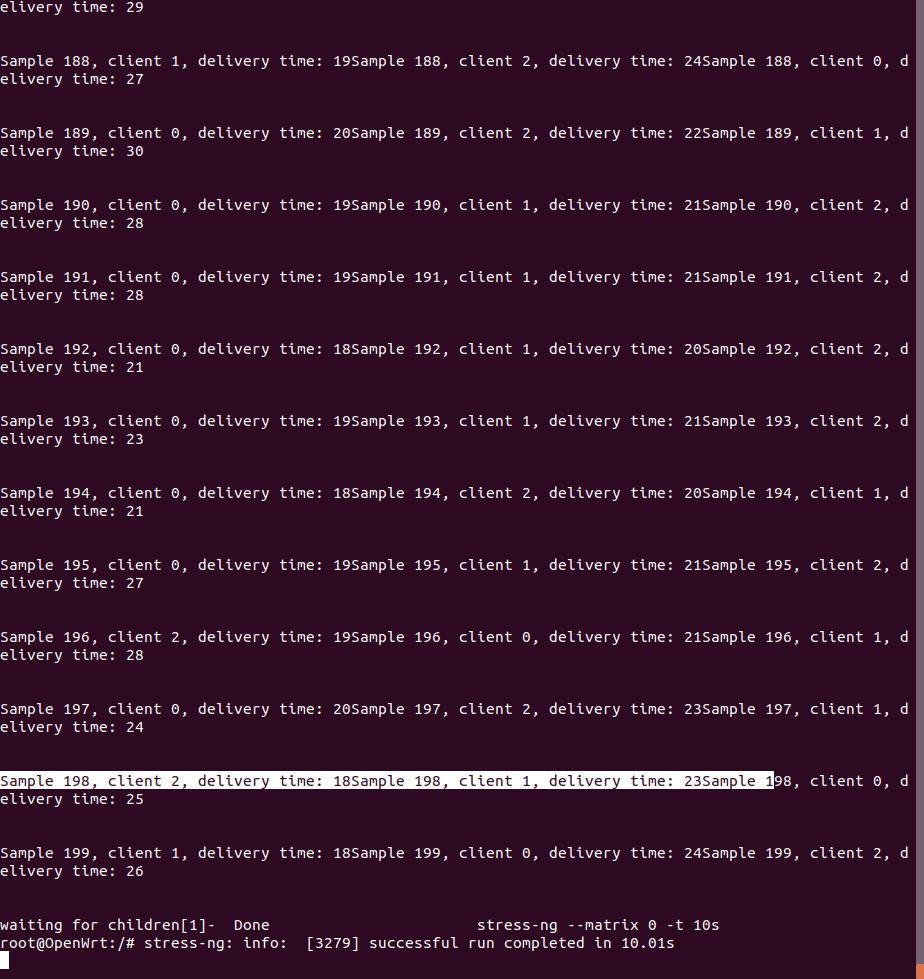 elivery time: 29
Sample 188, client 1, delivery time: 19Sample 188, client 2, delivery time: 24Sample 188, client 0, d
elivery time: 27
Sample 189, client 0, delivery time: 20Sample 189, client 2, delivery time: 22Sample 189, client 1, d
elivery time: 30
Sample 190, client 0, delivery time: 19Sample 190, client 1, delivery time: 21Sample 190, client 2, d
elivery time: 28
Sample 191, client 0, delivery time: 19Sample 191, client 1, delivery time: 21Sample 191, client 2, d
elivery time: 28
Sample 192, client 0, delivery time: 18Sample 192, client 1, delivery time: 20Sample 192, client 2, d
elivery time: 21
Sample 193, client 0, delivery time: 19Sample 193, client 1, delivery time: 21Sample 193, client 2, d
elivery time: 23
Sample 194, client 0, delivery time: 18Sample 194, client 2, delivery time: 20Sample 194, client 1, d
elivery time: 21
Sample 195, client 0, delivery time: 19Sample 195, client 1, delivery time: 21Sample 195, client 2, d
elivery time: 27
Sample 196, client 2, delivery time: 19Sample 196, client 0, delivery time: 21Sample 196, client 1, d
elivery time: 28
Sample 197, client 0, delivery time: 20Sample 197, client 2, delivery time: 23Sample 197, client 1, d
elivery time: 24
Sample 198, client 2, delivery time: 18Sample 198, client 1, delivery time: 23Sample 198, client 0, d
elivery time: 25
Sample 199, client 1, delivery time: 18Sample 199, client 0, delivery time: 24Sample 199, client 2, d
elivery time: 26
waiting for children[1]-  Done                       stress-ng --matrix 0 -t 10s
root@OpenWrt:/# stress-ng: info:  [3279] successful run completed in 10.01s